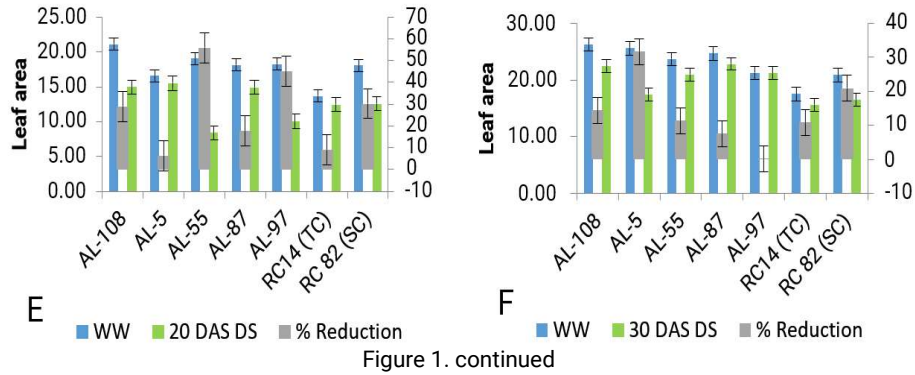 25.00
20.00
15.00
10.00
5.00
0.00
Leaf area
70
60
50
40
30
20
10
0
-10
AL-108
AL-5
AL-55
AL-87
AL-97
RC14 (TC)
RC 82 (SC)
E
WW 20 DAS DS % Reduction
30.00
20.00
10.00
0.00
Leaf area
40
30
20
10
0
-10
AL-108
AL-5
AL-55
AL-87
AL-97
RC14 (TC)
RC 82 (SC)
F
WW 30 DAS DS % Reduction
Figure 1. continued